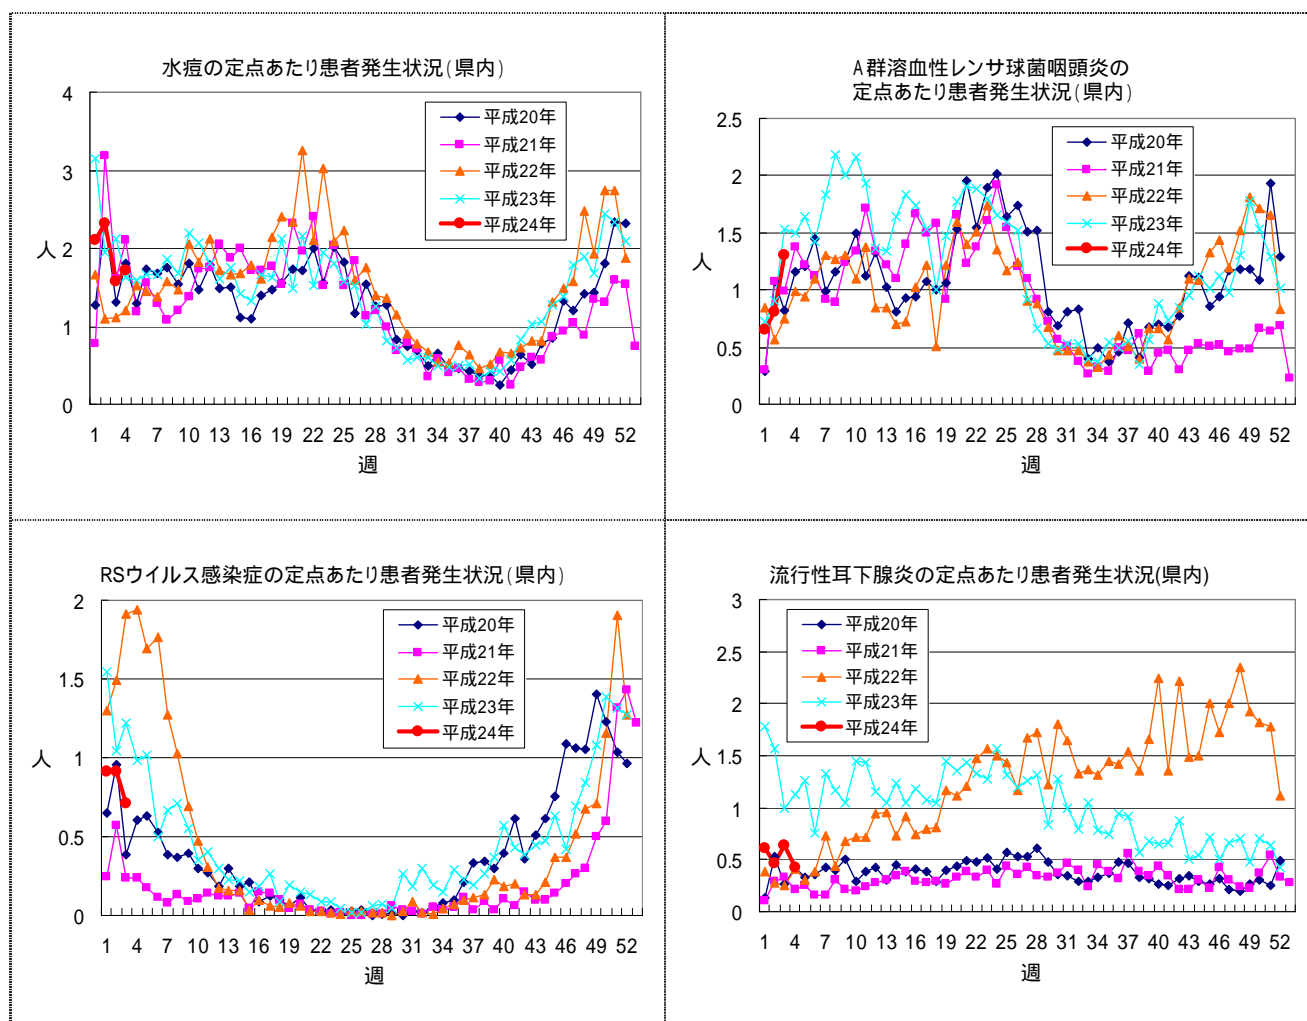 水痘の定点あたり患者発生状況(県内)
4
3
2
1
0
人
平成20年
平成21年
平成22年
平成23年
平成24年
1 4 7 10 13 16 19 22 25 28 31 34 37 40 43 46 49 52
週
A群溶血性レンサ球菌咽頭炎の
定点あたり患者発生状況(県内)
2.5
2
1.5
1
0.5
0
人
平成20年
平成21年
平成22年
平成23年
平成24年
1 4 7 10 13 16 19 22 25 28 31 34 37 40 43 46 49 52
週
RSウイルス感染症の定点あたり患者発生状況(県内)
2
1.5
1
0.5
0
人
平成20年
平成21年
平成22年
平成23年
平成24年
1 4 7 10 13 16 19 22 25 28 31 34 37 40 43 46 49 52
週
流行性耳下腺炎の定点あたり患者発生状況(県内)
3
2.5
2
1.5
1
0.5
0
人
平成20年
平成21年
平成22年
平成23年
平成24年
1 4 7 10 13 16 19 22 25 28 31 34 37 40 43 46 49 52
週